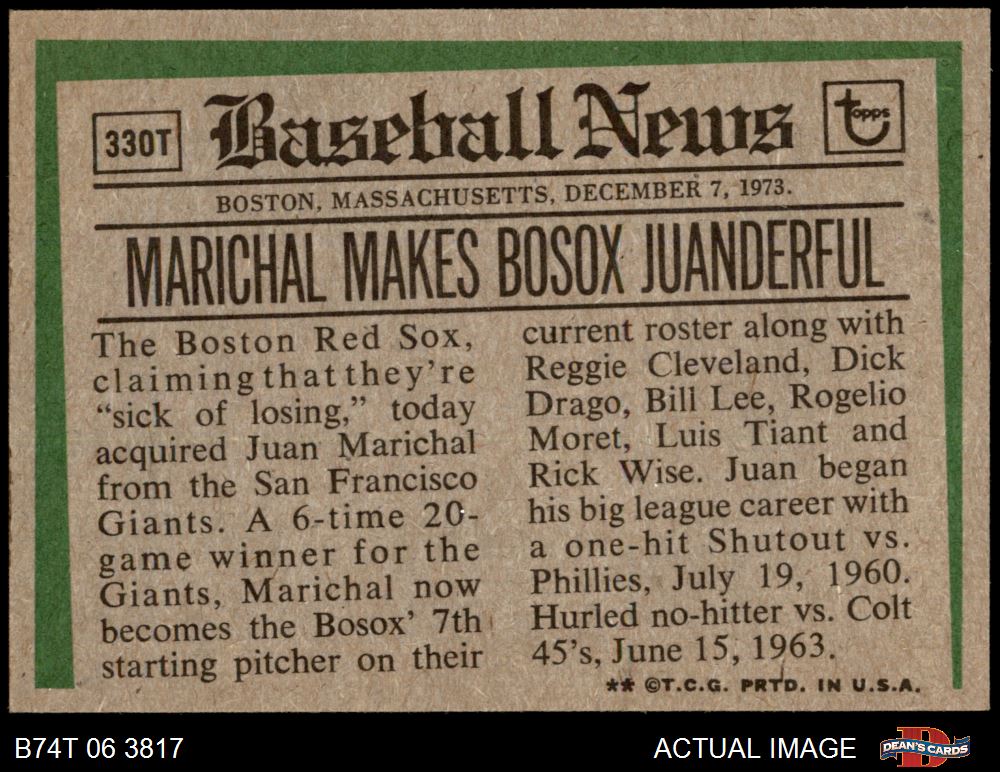 330T
Baseball News
topps
BOSTON, MASSACHUSETTS, DECEMBER 7, 1973.
MARICHAL MAKES BOSOX JUANDERFUL
The Boston Red Sox,
claiming that they're
"sick of losing," today
acquired Juan Marichal
from the San Francisco
Giants. A 6-time 20-
game winner for the
Giants, Marichal now
becomes the Bosox' 7th
starting pitcher on their
current roster along with
Reggie Cleveland, Dick
Drago, Bill Lee, Rogelio
Moret, Luis Tiant and
Rick Wise. Juan began
his big league career with
a one-hit Shutout vs.
Phillies, July 19, 1960.
Hurled no-hitter vs. Colt
45's, June 15, 1963.
** ©T.C.G. PRTD. IN U.S.A.
B74T 06 3817
ACTUAL IMAGE
D
DEAN'S CARDS